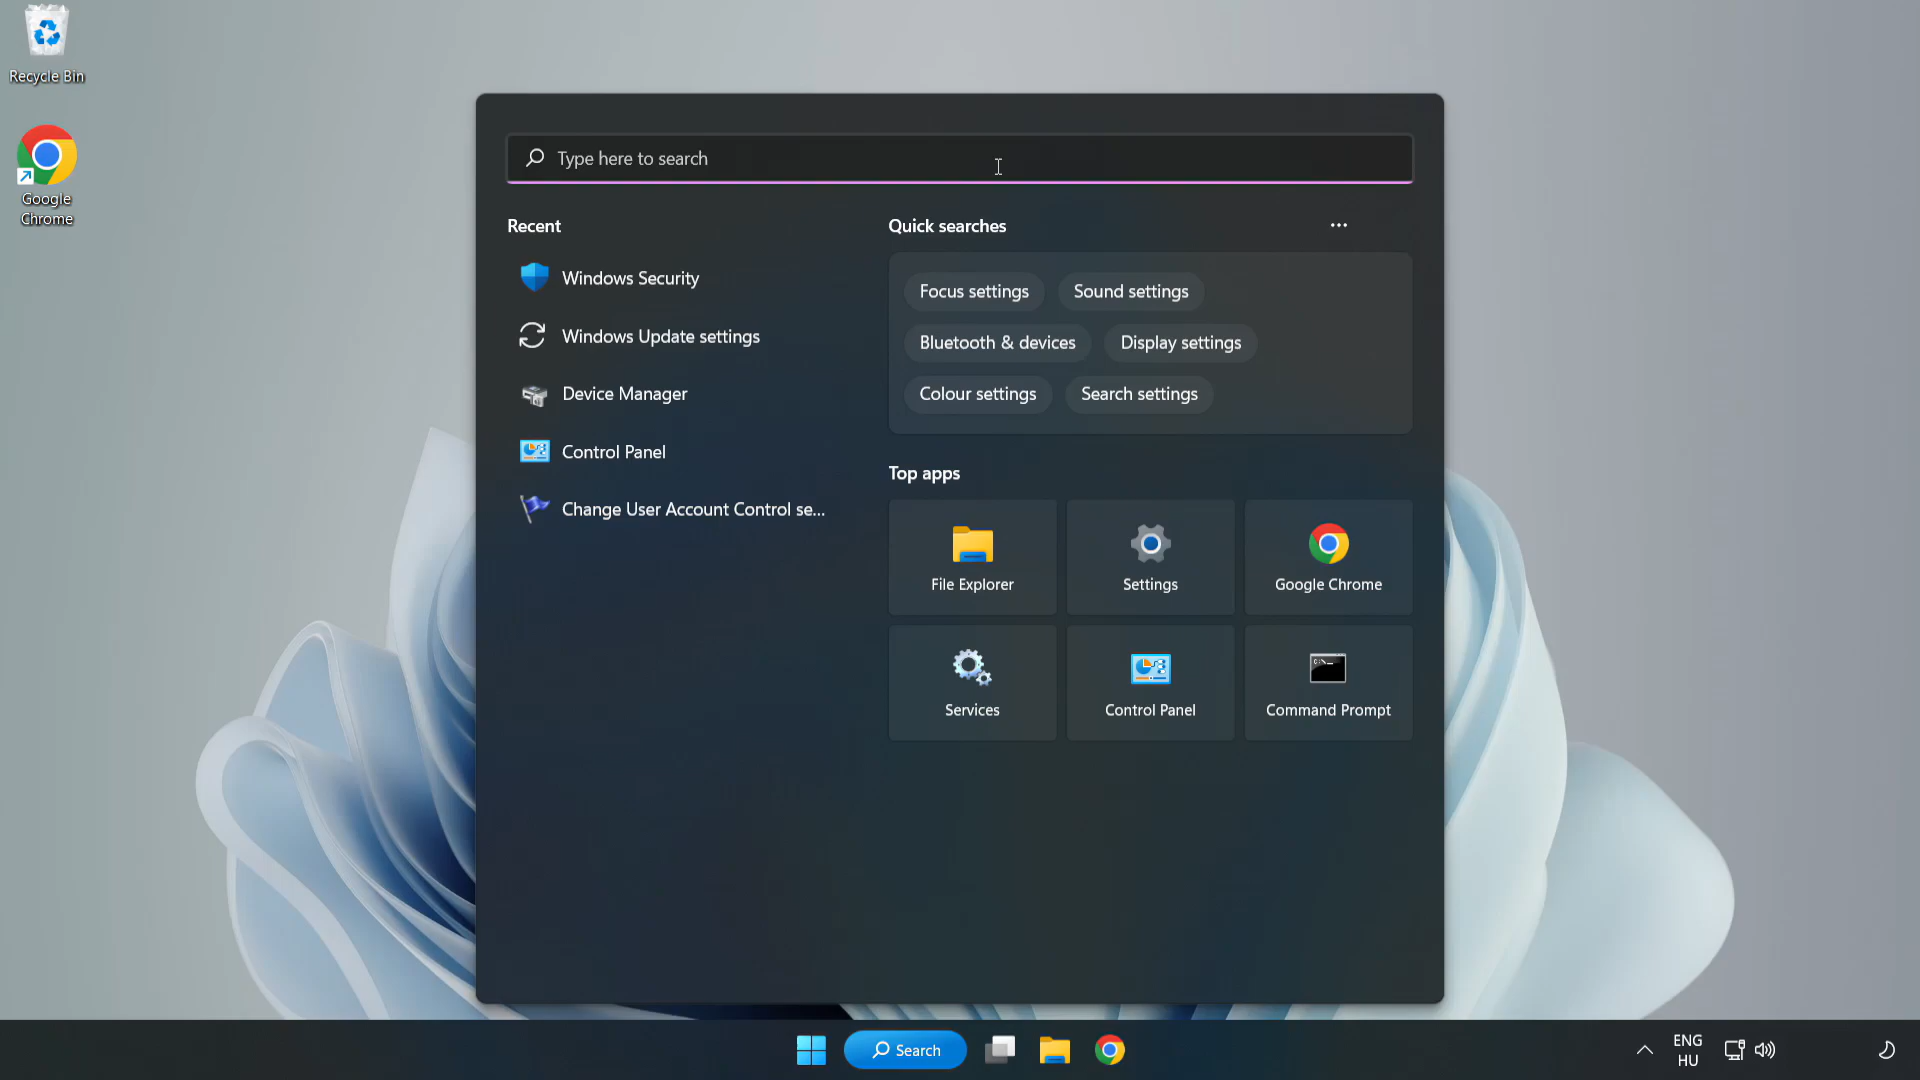 Recycle Bin
Google
Chrome
Type here to search
Recent
Windows Security
Windows Update settings
Device Manager
Control Panel
Change User Account Control se...
Quick searches
Focus settings
Sound settings
Bluetooth & devices
Display settings
Colour settings
Search settings
Top apps
File Explorer
Settings
Google Chrome
Services
Control Panel
Command Prompt
Search
ENG
HU